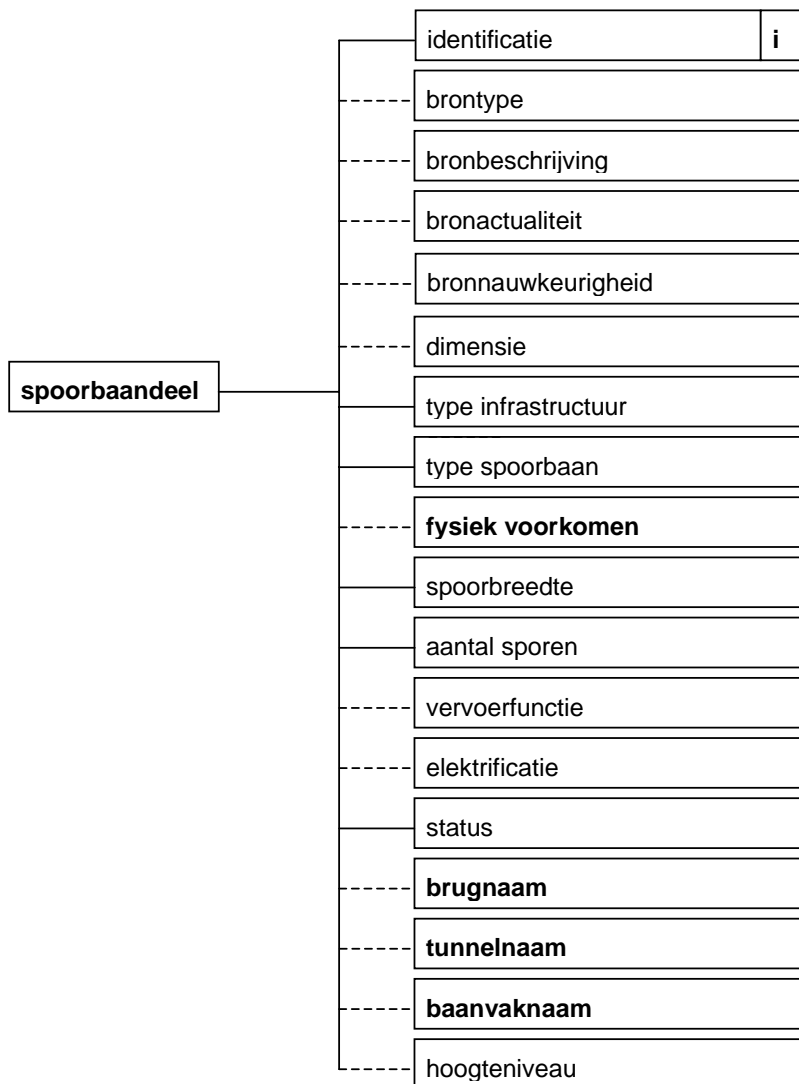 identificatie i
brontype
bronbeschrijving
bronactualiteit
bronnauwkeurigheid
dimensie
spoorbaandeel
type infrastructuur
type spoorbaan
fysiek voorkomen
spoorbreedte
aantal sporen
vervoerfunctie
elektrificatie
status
brugnaam
tunnelnaam
baanvaknaam
hoogteniveau